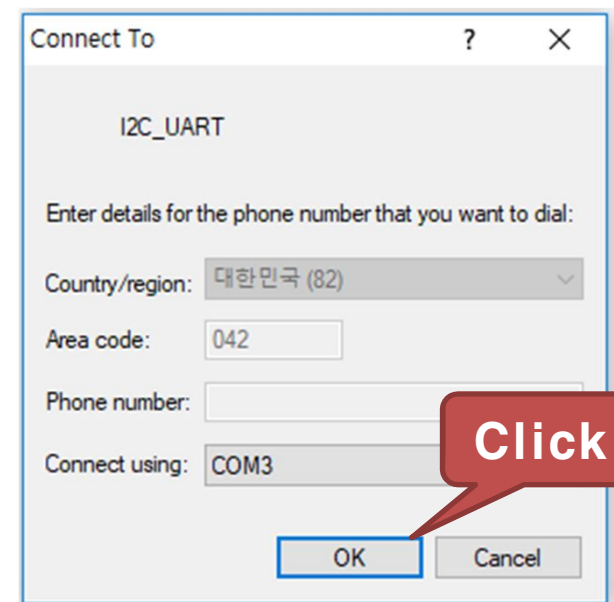 Connect To
I2C_UART
Enter details for the phone number that you want to dial:
Country/region: 대한민국 (82)
Area code: 042
Phone number:
Click
Connect using: COM3
OK Cancel